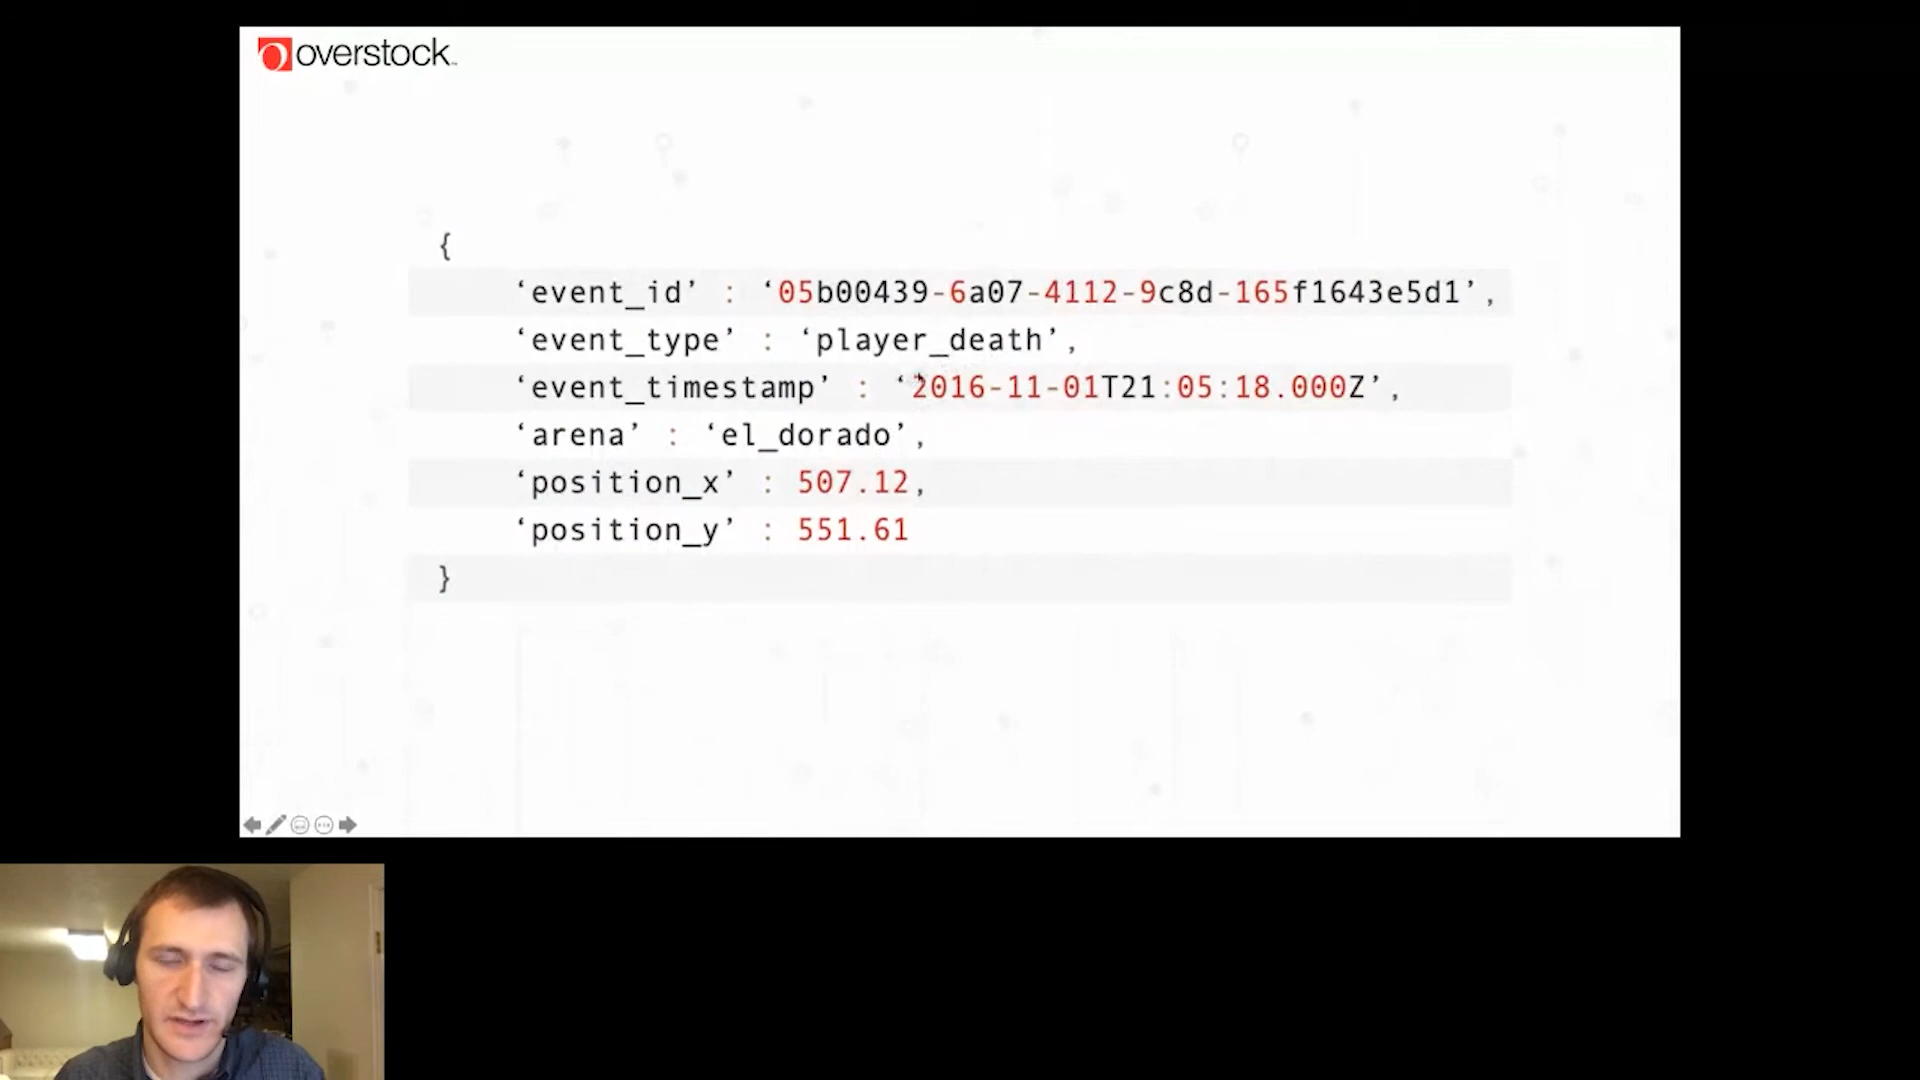 overstock™
{
‘event_id’ : ‘05b00439-6a07-4112-9c8d-165f1643e5d1’,
‘event_type’ : ‘player_death’,
‘event_timestamp’ : ‘2016-11-01T21:05:18.000Z’,
‘arena’ : ‘el_dorado’,
‘position_x’ : 507.12,
‘position_y’ : 551.61
}